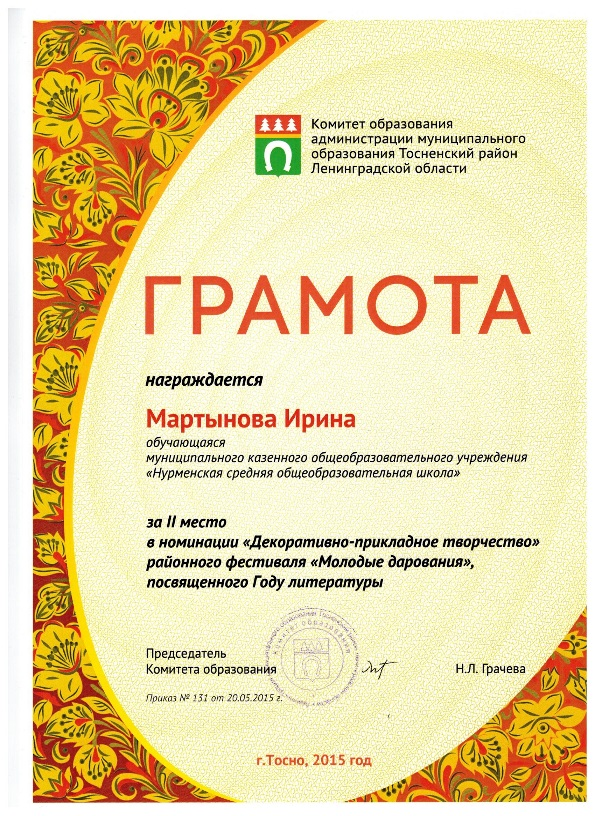 Комитет образования
администрации муниципального
образования Тосненский район
Ленинградской области
ГРАМОТА
награждается
Мартынова Ирина
обучающаяся
муниципального казенного общеобразовательного учреждения
«Нурменская средняя общеобразовательная школа»
за II место
в номинации «Декоративно-прикладное творчество»
районного фестиваля «Молодые дарования»,
посвященного Году литературы
Председатель
Комитета образования
Н.Л. Грачева
Приказ № 131 от 20.05.2015 г.
Комитет образования
г.Тосно, 2015 год